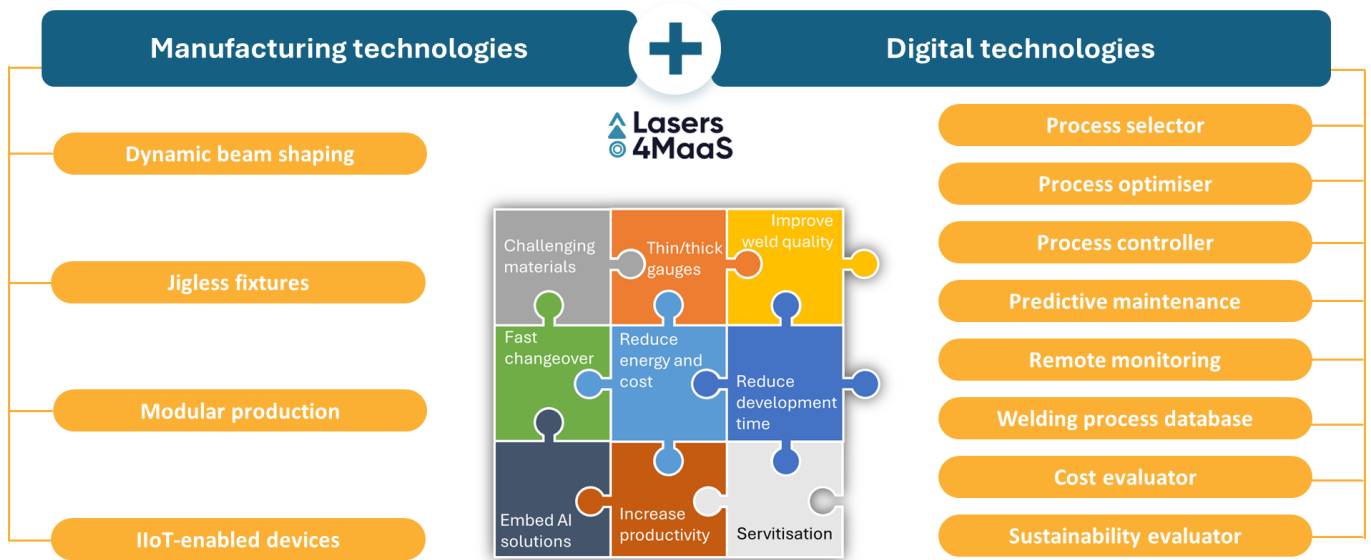 Manufacturing technologies
Digital technologies
Lasers
4MaaS
Dynamic beam shaping
Jigless fixtures
Modular production
IIoT-enabled devices
Challenging
materials
Thin/thick
gauges
Improve
weld quality
Fast
changeover
Reduce
energy and
cost
Reduce
development
time
Embed AI
solutions
Increase
productivity
Servitisation
Process selector
Process optimiser
Process controller
Predictive maintenance
Remote monitoring
Welding process database
Cost evaluator
Sustainability evaluator